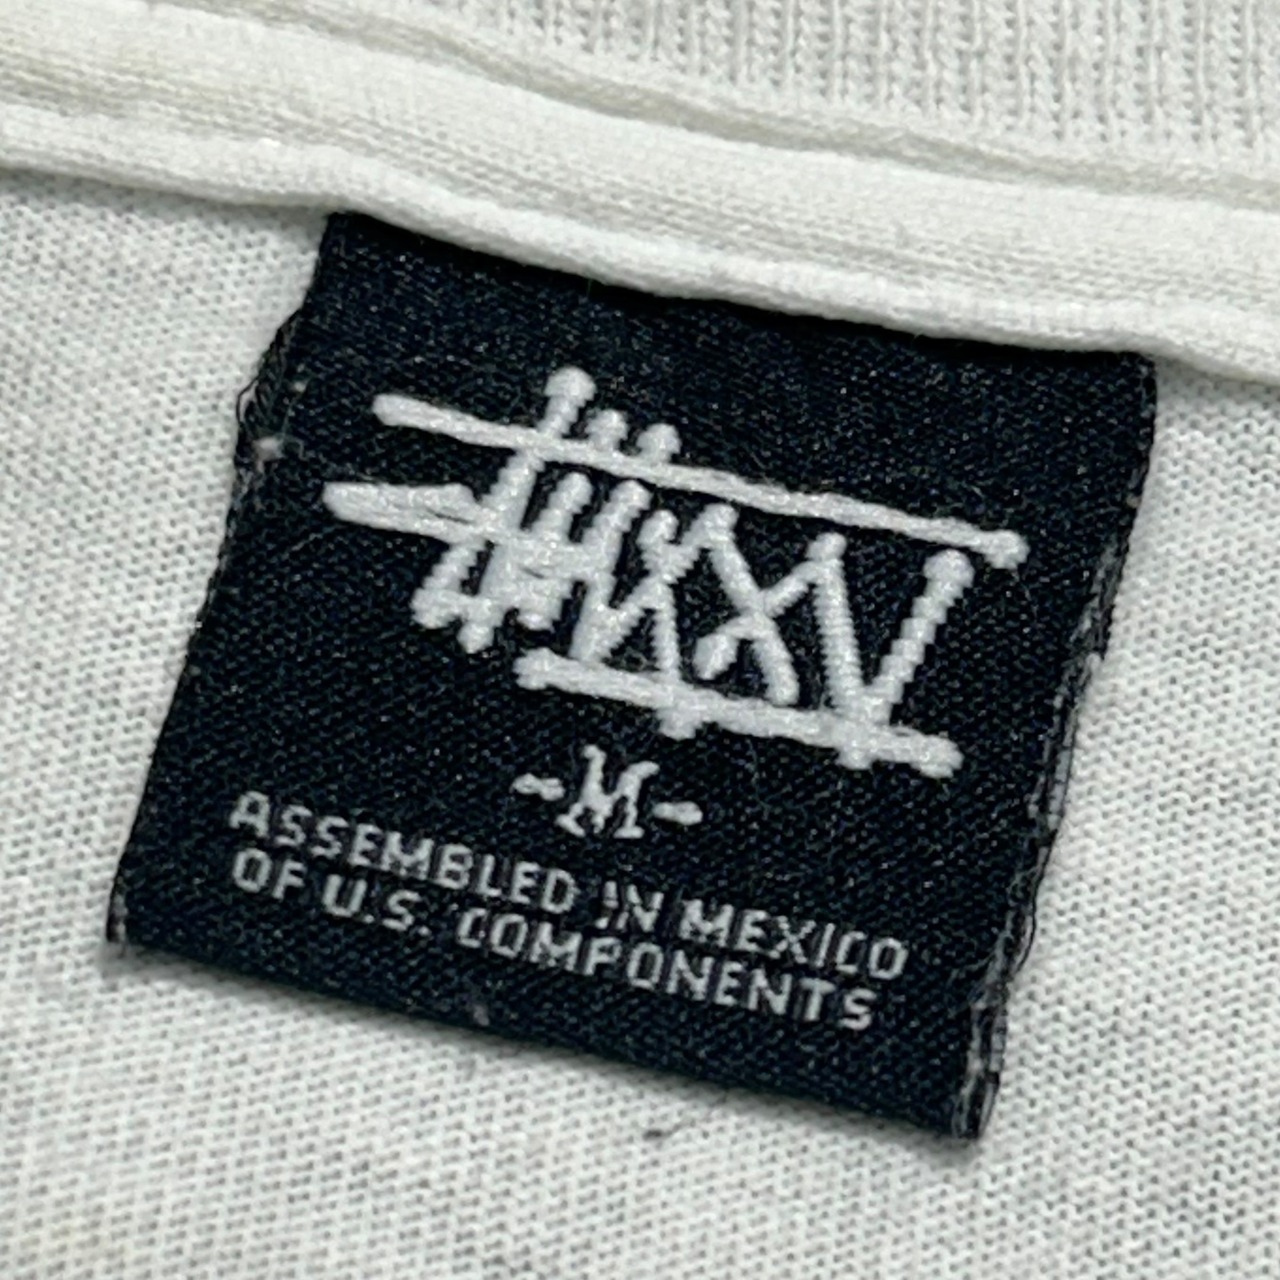 Stüssy
-M-
ASSEMBLED IN MEXICO
OF U.S. COMPONENTS